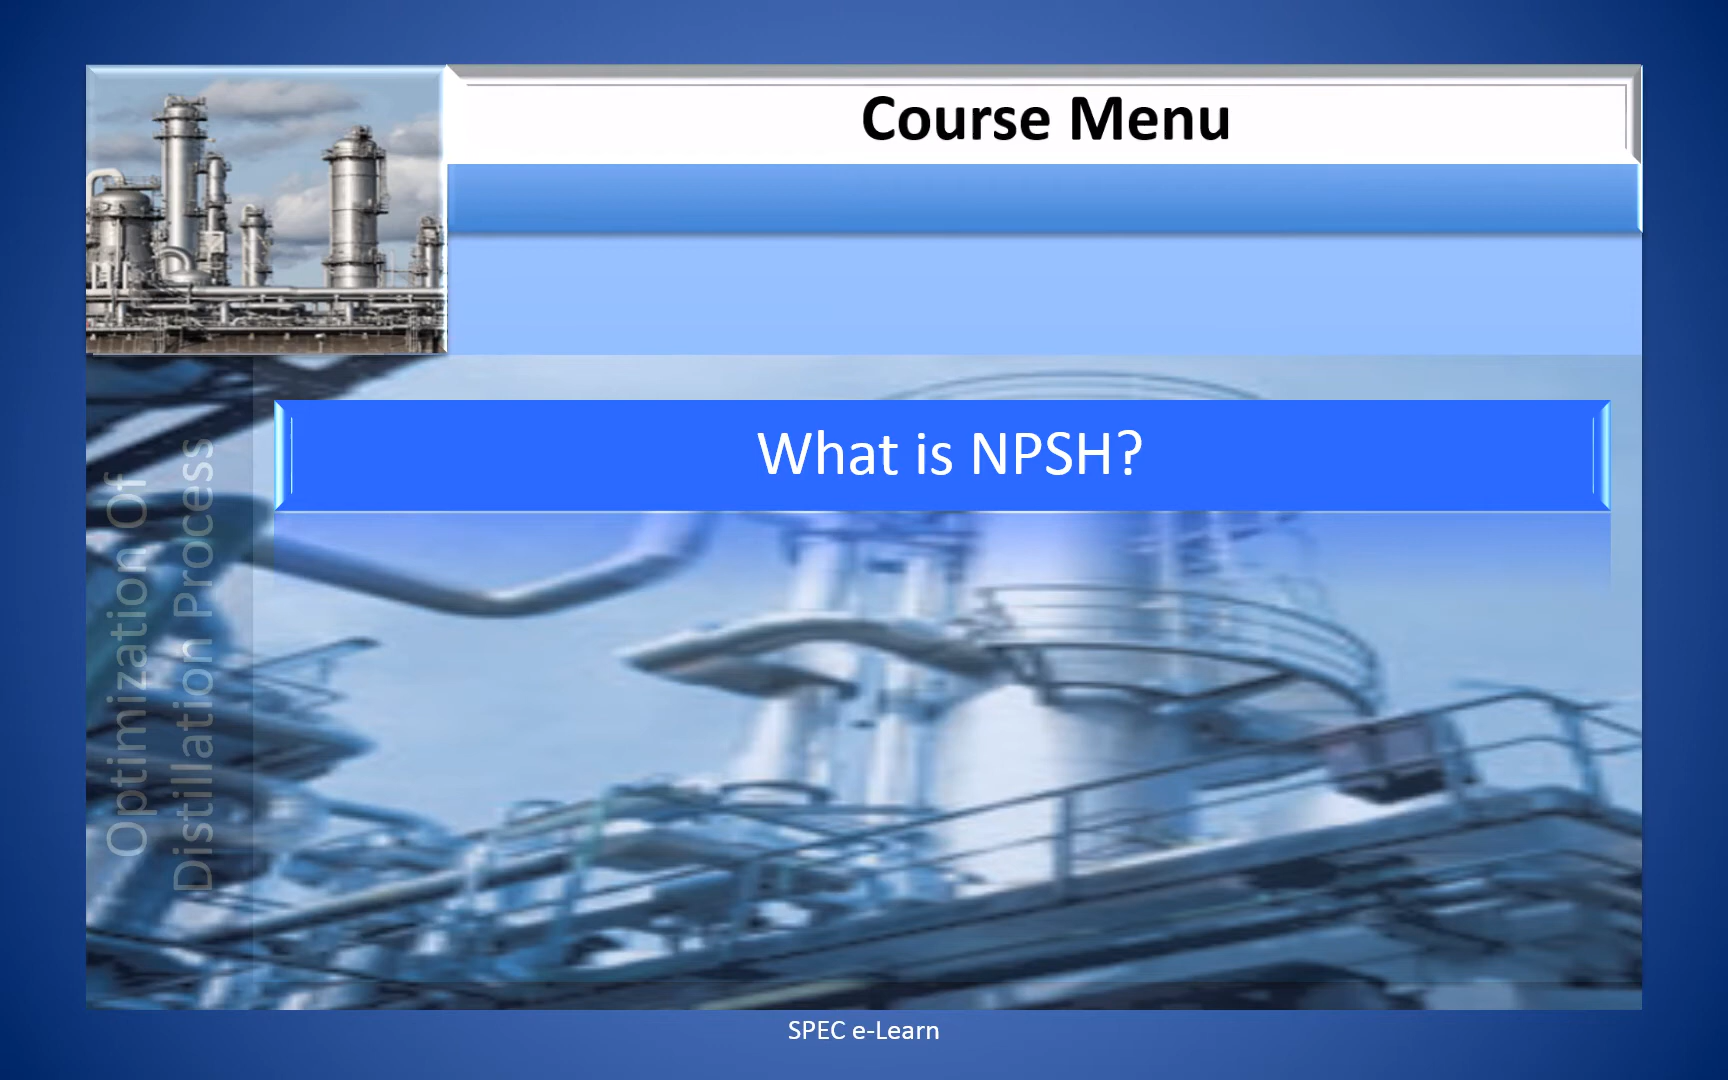 Course Menu
What is NPSH?
Optimization Of
Distillation Process
SPEC e-Learn